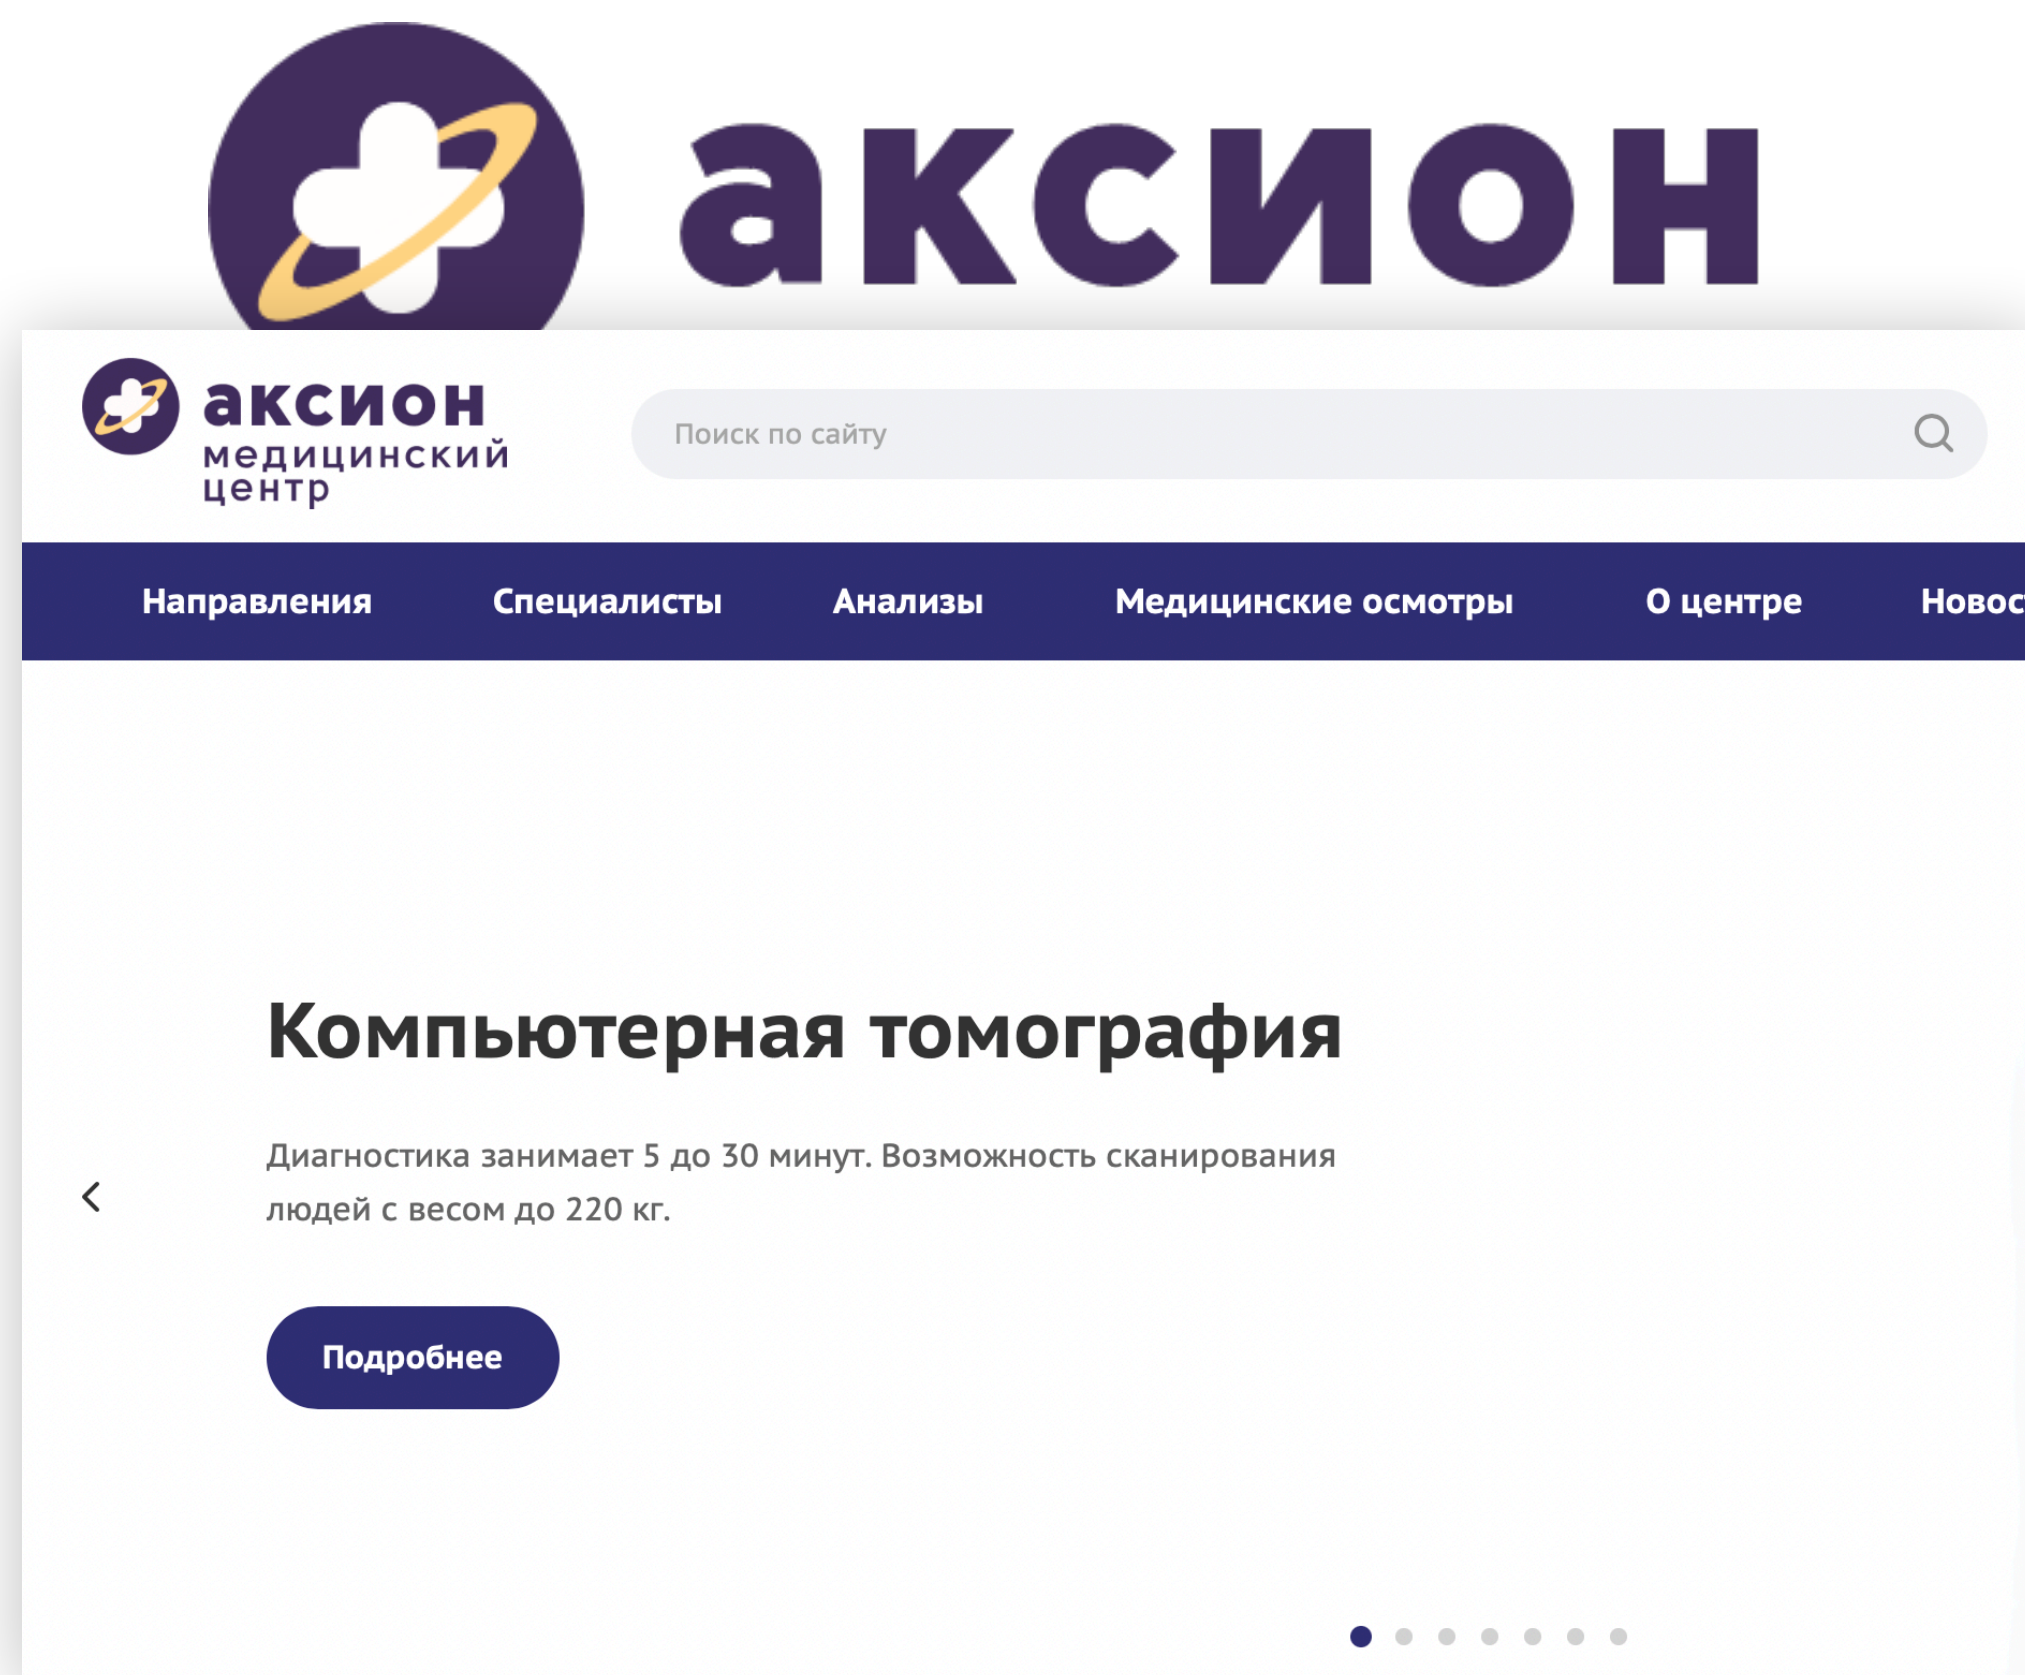 аксион
аксион
медицинский
центр
Поиск по сайту
Направления Специалисты Анализы Медицинские осмотры О центре Новос
Компьютерная томография
Диагностика занимает 5 до 30 минут. Возможность сканирования
людей с весом до 220 кг.
Подробнее